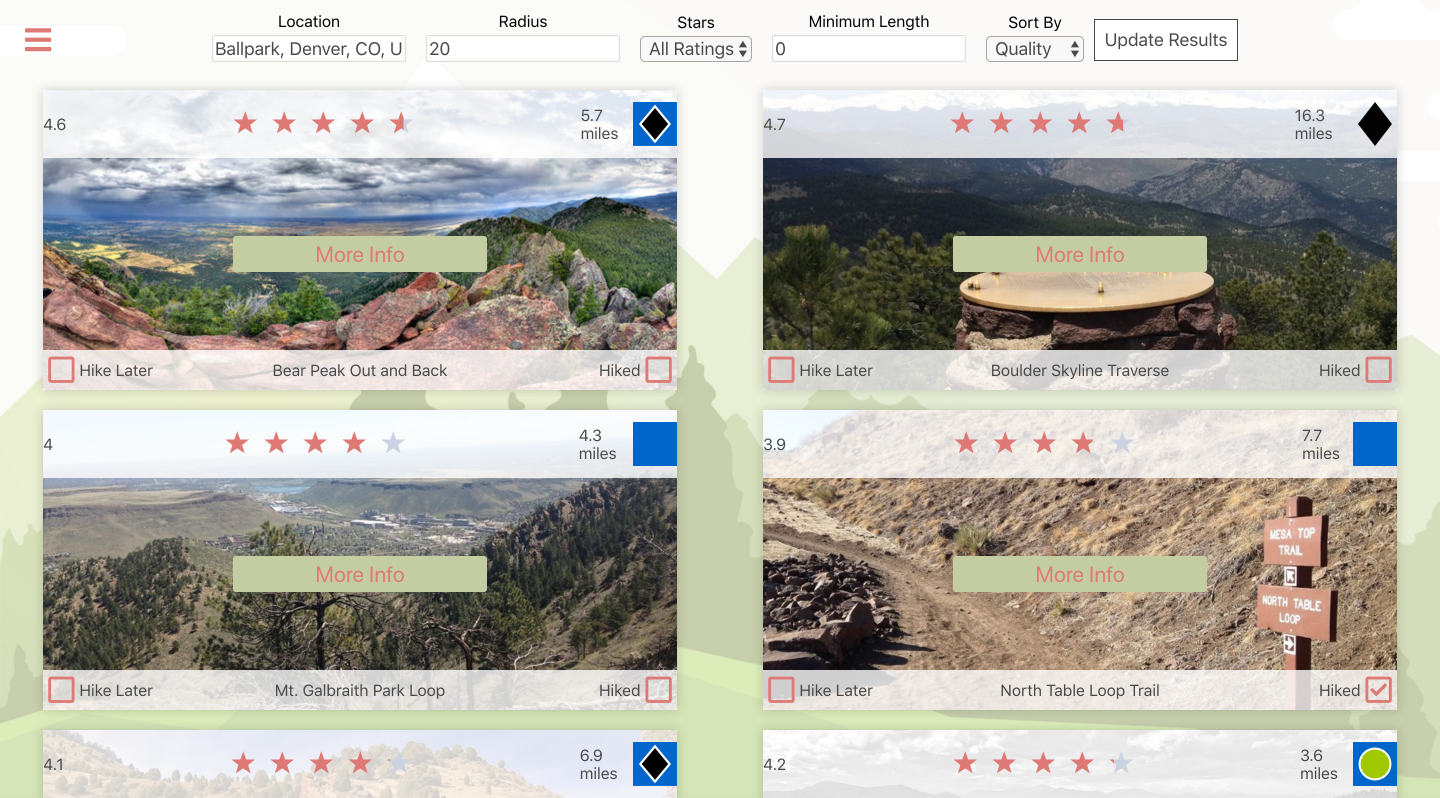 Location
Radius
Stars
Minimum Length
Sort By
Ballpark, Denver, CO, U
20
All Ratings
0
Quality
Update Results
4.6
5.7
miles
More Info
Hike Later
Bear Peak Out and Back
Hiked
4.7
16.3
miles
More Info
Hike Later
Boulder Skyline Traverse
Hiked
4
4.3
miles
More Info
Hike Later
Mt. Galbraith Park Loop
Hiked
3.9
7.7
miles
MESA TOP
TRAIL
NORTH TABLE
LOOP
More Info
Hike Later
North Table Loop Trail
Hiked
4.1
6.9
miles
4.2
3.6
miles